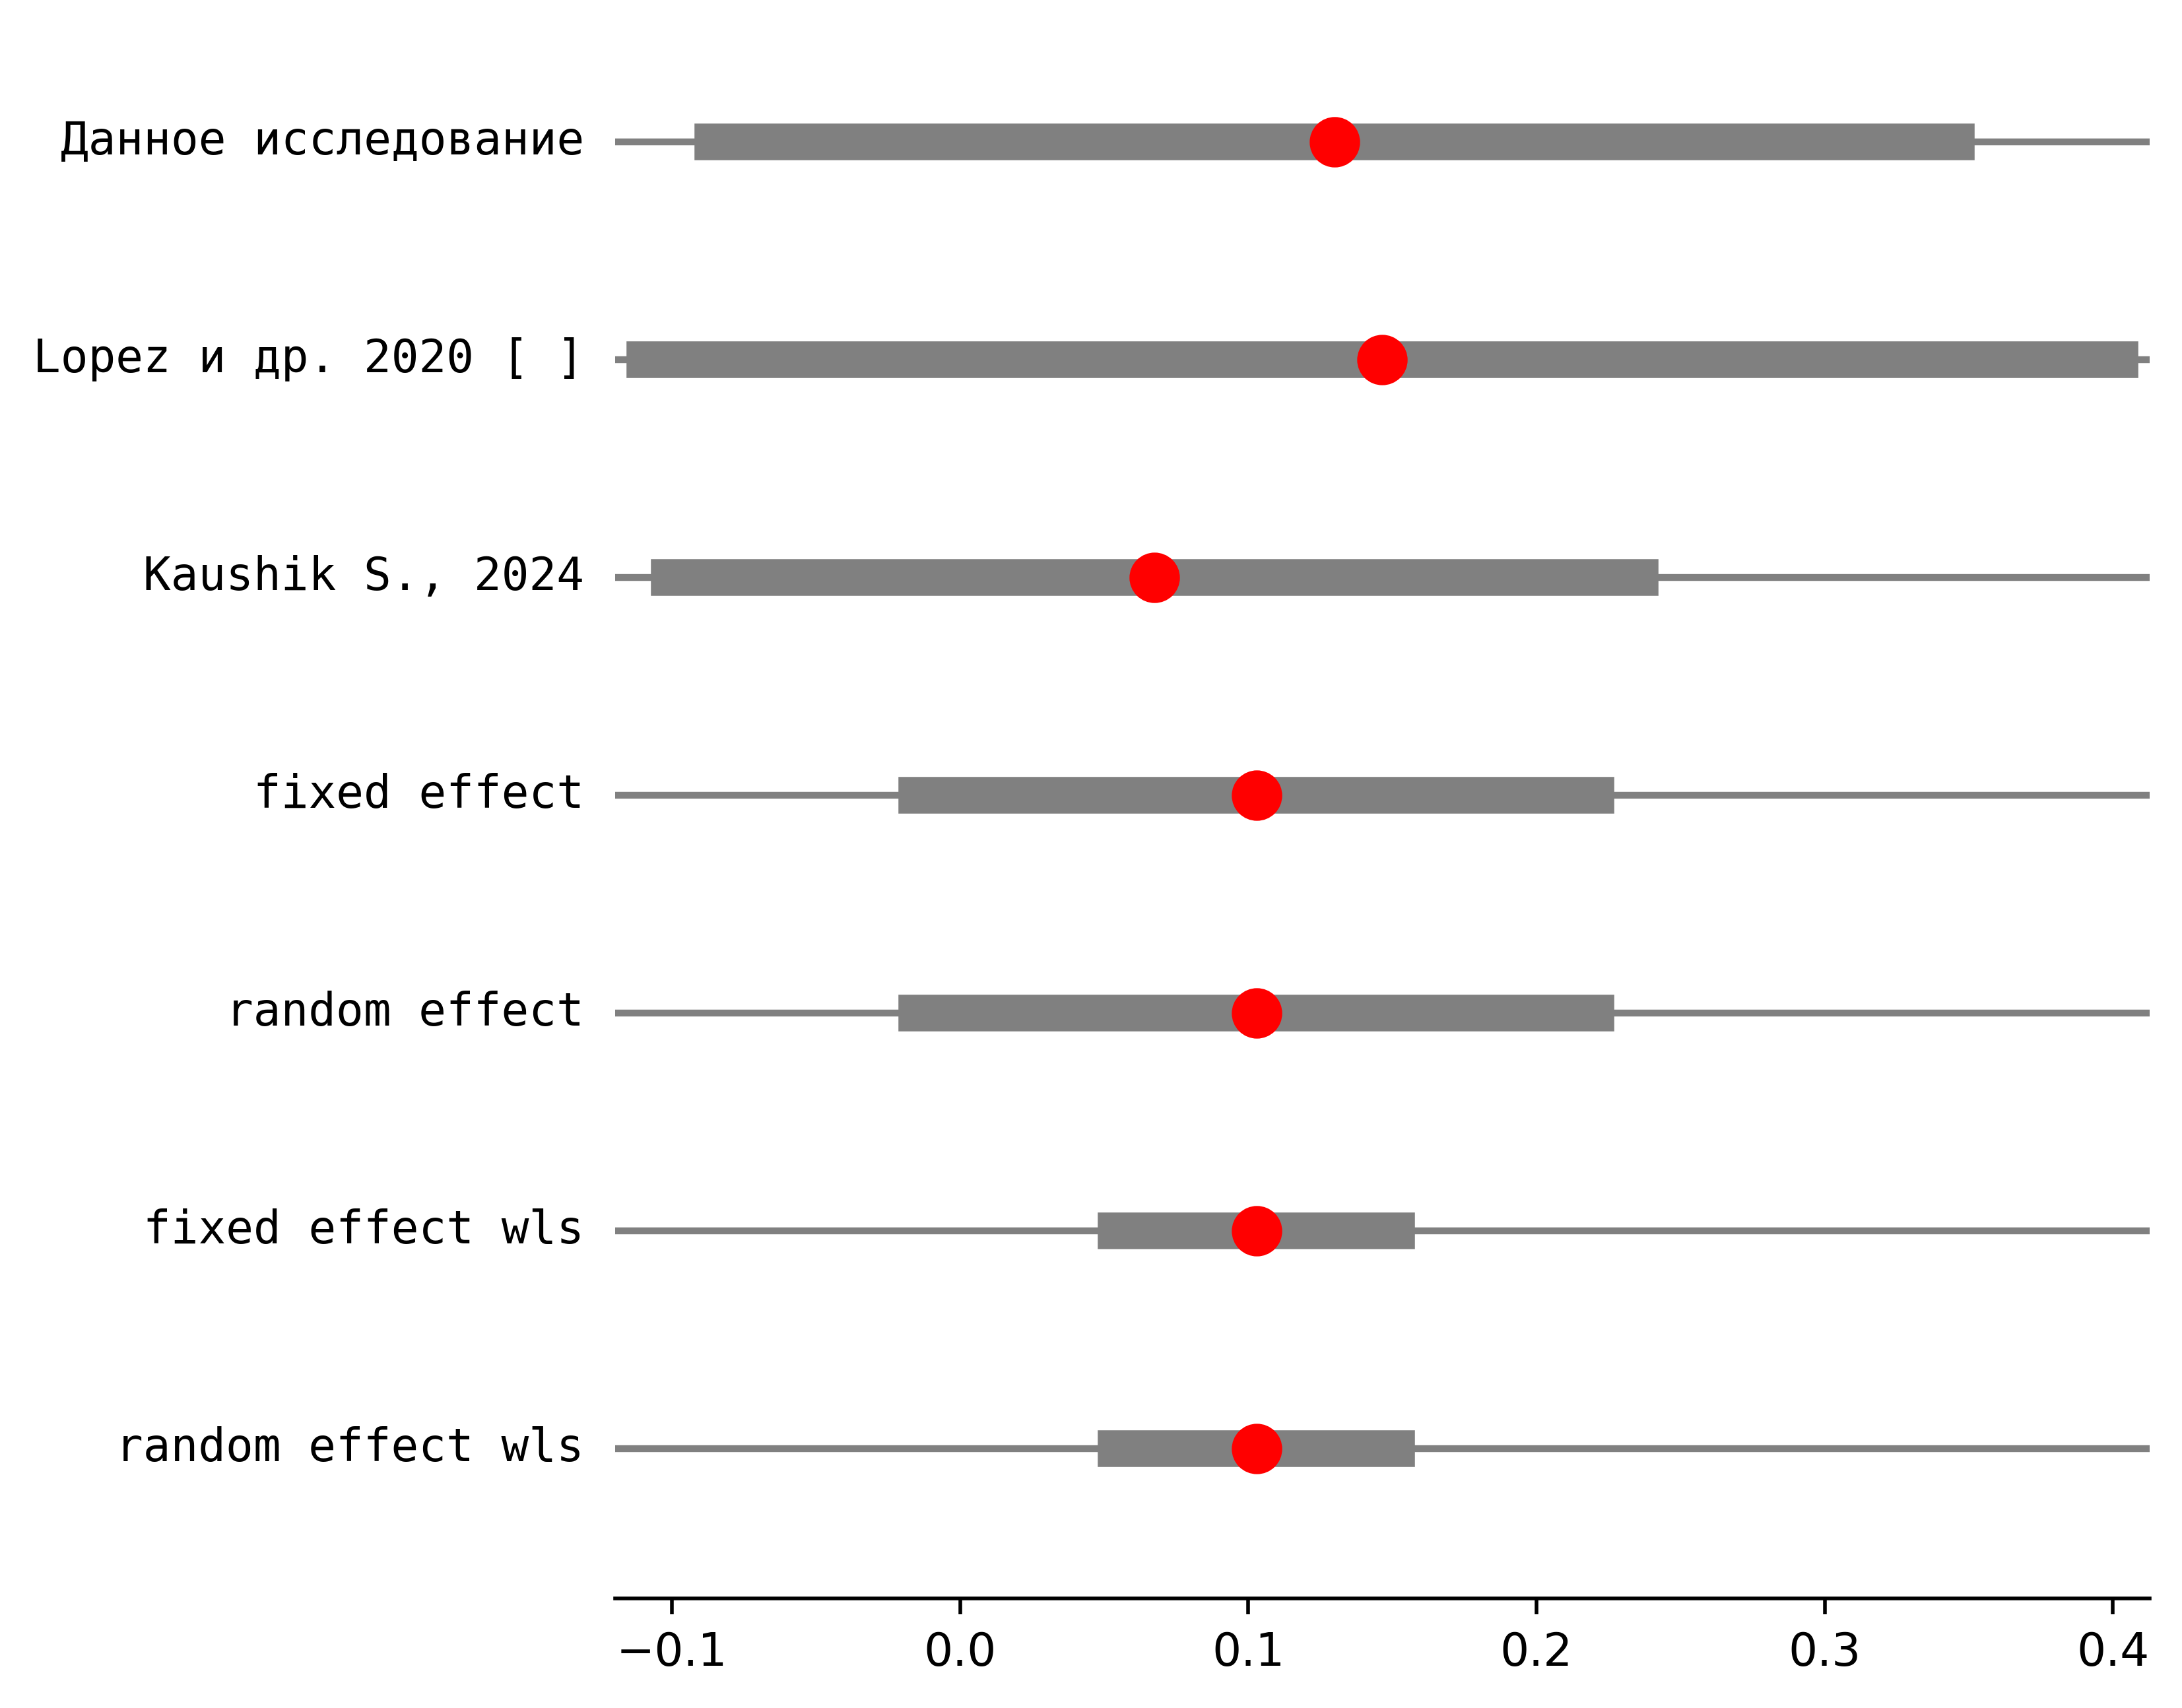 Данное исследование
Lopez и др. 2020 [ ]
Kaushik S., 2024
fixed effect
random effect
fixed effect wls
random effect wls
−0.1 0.0 0.1 0.2 0.3 0.4